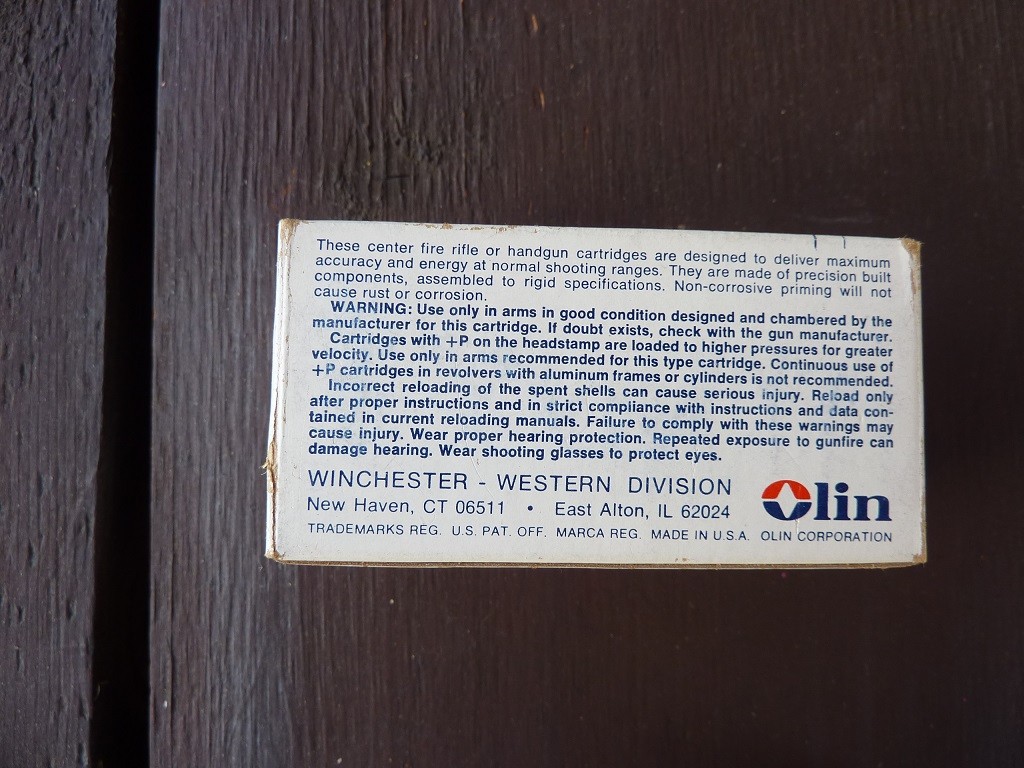 These center fire rifle or handgun cartridges are designed to deliver maximum
accuracy and energy at normal shooting ranges. They are made of precision built
components, assembled to rigid specifications. Non-corrosive priming will not
cause rust or corrosion.
WARNING: Use only in arms in good condition designed and chambered by the
manufacturer for this cartridge. If doubt exists, check with the gun manufacturer.
Cartridges with +P on the headstamp are loaded to higher pressures for greater
velocity. Use only in arms recommended for this type cartridge. Continuous use of
+P cartridges in revolvers with aluminum frames or cylinders is not recommended.
Incorrect reloading of the spent shells can cause serious injury. Reload only
after proper instructions and in strict compliance with instructions and data con-
tained in current reloading manuals. Failure to comply with these warnings may
cause injury. Wear proper hearing protection. Repeated exposure to gunfire can
damage hearing. Wear shooting glasses to protect eyes.
WINCHESTER - WESTERN DIVISION
New Haven, CT 06511 • East Alton, IL 62024
Olin
TRADEMARKS REG. U.S. PAT. OFF. MARCA REG. MADE IN U.S.A. OLIN CORPORATION